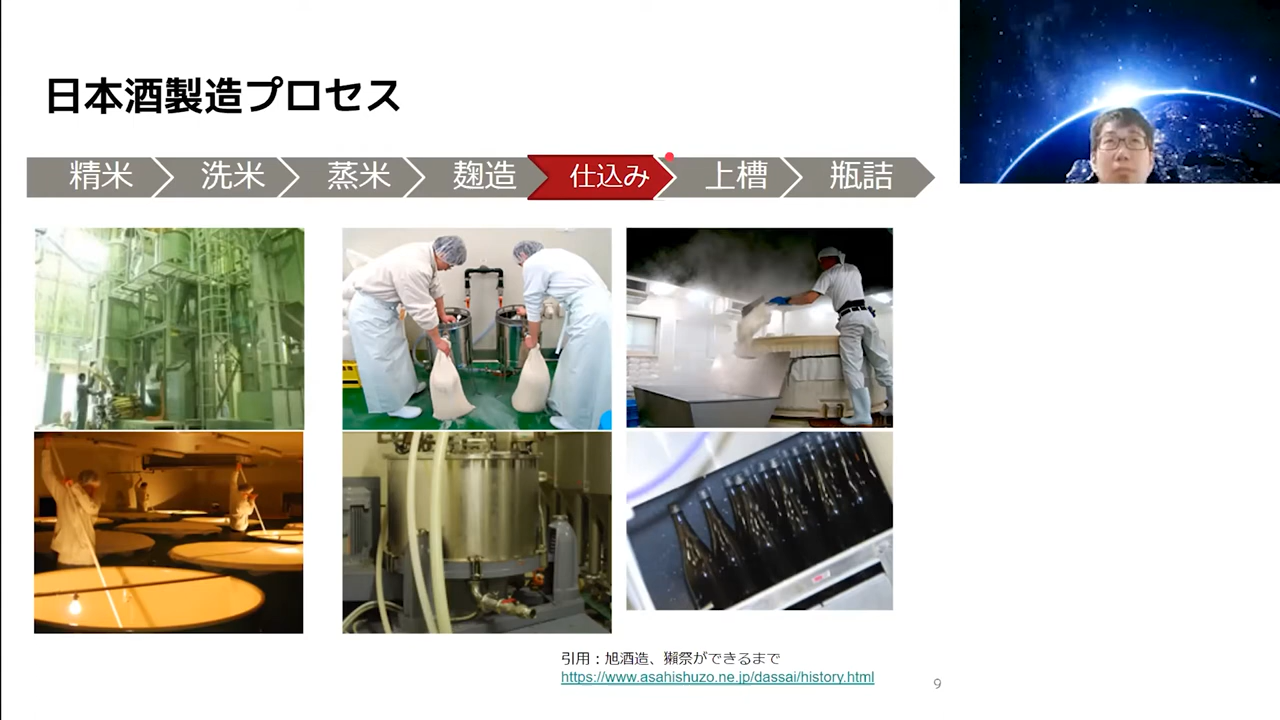 日本酒製造プロセス
精米 洗米 蒸米 麹造 仕込み 上槽 瓶詰
引用：旭酒造、獺祭ができるまで
https://www.asahishuzo.ne.jp/dassai/history.html
9